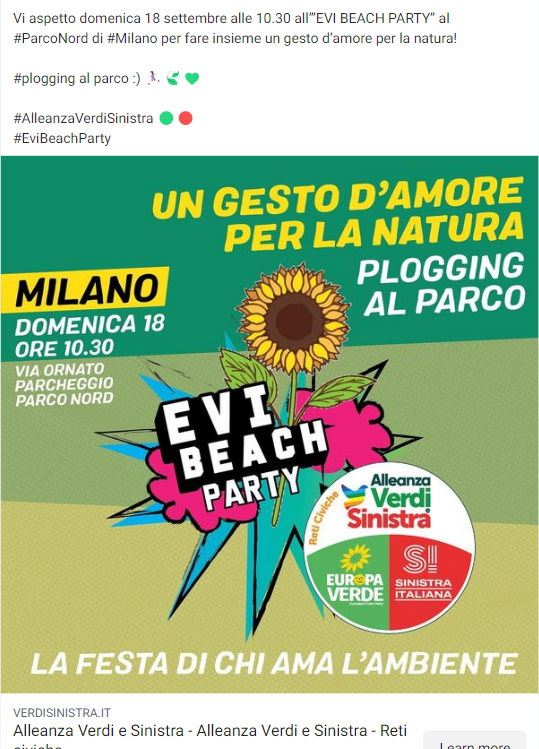 Vi aspetto domenica 18 settembre alle 10.30 all'"EVI BEACH PARTY" al
#ParcoNord di #Milano per fare insieme un gesto d'amore per la natura!
#plogging al parco :)
#AlleanzaVerdiSinistra
#EviBeachParty
UN GESTO D'AMORE
PER LA NATURA
PLOGGING
AL PARCO
MILANO
DOMENICA 18
ORE 10.30
VIA ORNATO
PARCHEGGIO
PARCO NORD
EVI
BEACH
PARTY
Reti Civiche
Alleanza
Verdi
Sinistra
EUROPA
VERDE
SI
SINISTRA
ITALIANA
LA FESTA DI CHI AMA L'AMBIENTE
VERDISINISTRA.IT
Alleanza Verdi e Sinistra - Alleanza Verdi e Sinistra - Reti
civiche
Learn more